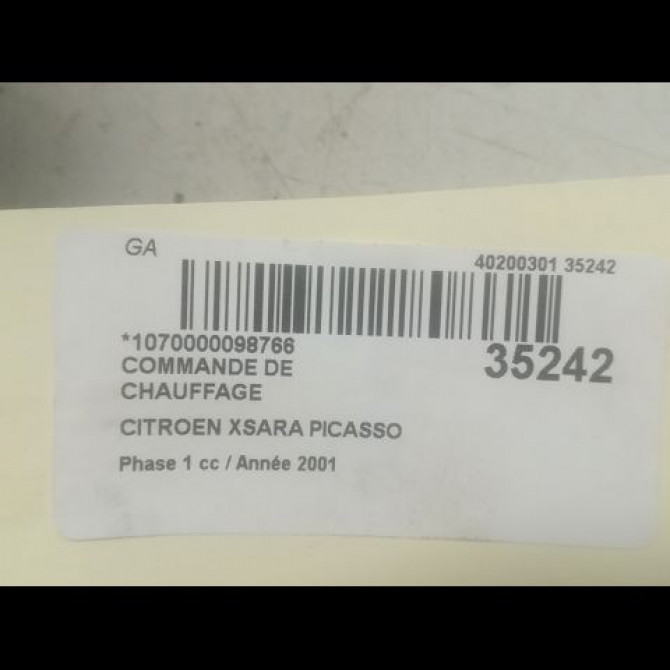 GA
40200301 35242
*1070000098766
35242
COMMANDE DE
CHAUFFAGE
CITROEN XSARA PICASSO
Phase 1 cc / Année 2001